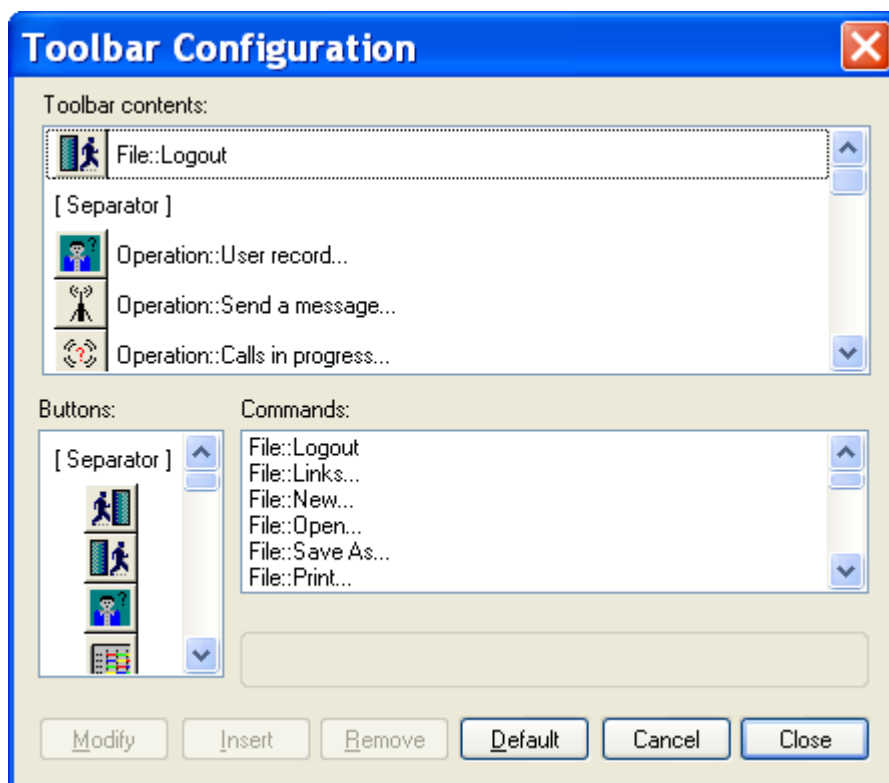 Toolbar Configuration
Toolbar contents:
File::Logout
[ Separator ]
Operation::User record...
Operation::Send a message...
Operation::Calls in progress...
Buttons:
Commands:
[ Separator ]
File::Logout
File::Links...
File::New...
File::Open...
File::Save As...
File::Print...
Modify
Insert
Remove
Default
Cancel
Close